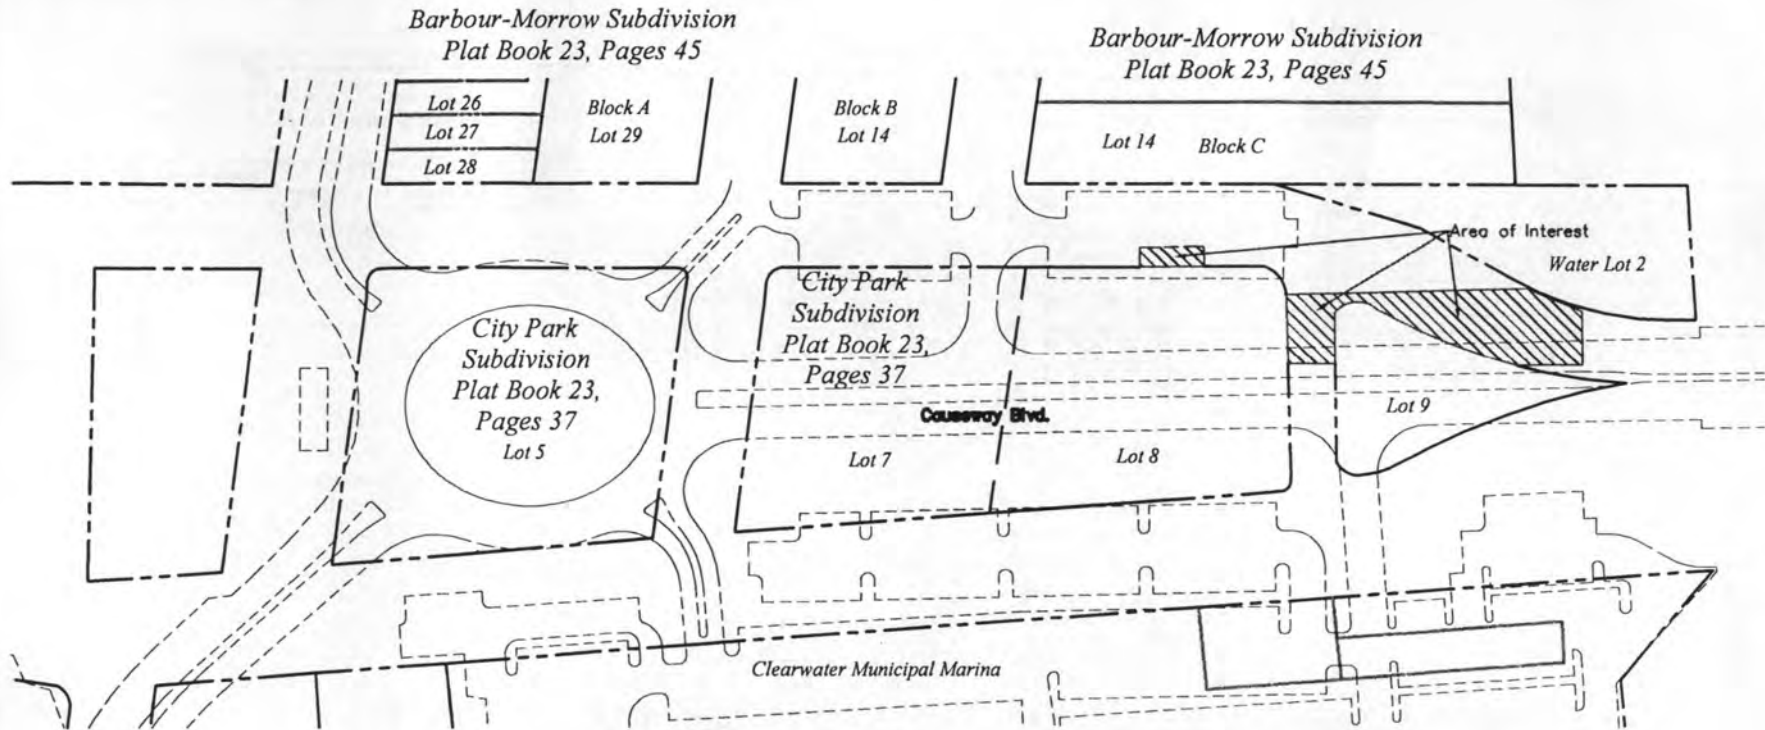 Barbour-Morrow Subdivision
Plat Book 23, Pages 45
Barbour-Morrow Subdivision
Plat Book 23, Pages 45
Lot 26
Lot 27
Lot 28
Block A
Lot 29
Block B
Lot 14
Lot 14
Block C
Area of Interest
Water Lot 2
City Park
Subdivision
Plat Book 23,
Pages 37
Lot 5
City Park
Subdivision
Plat Book 23,
Pages 37
Causeway Blvd.
Lot 7
Lot 8
Lot 9
Clearwater Municipal Marina